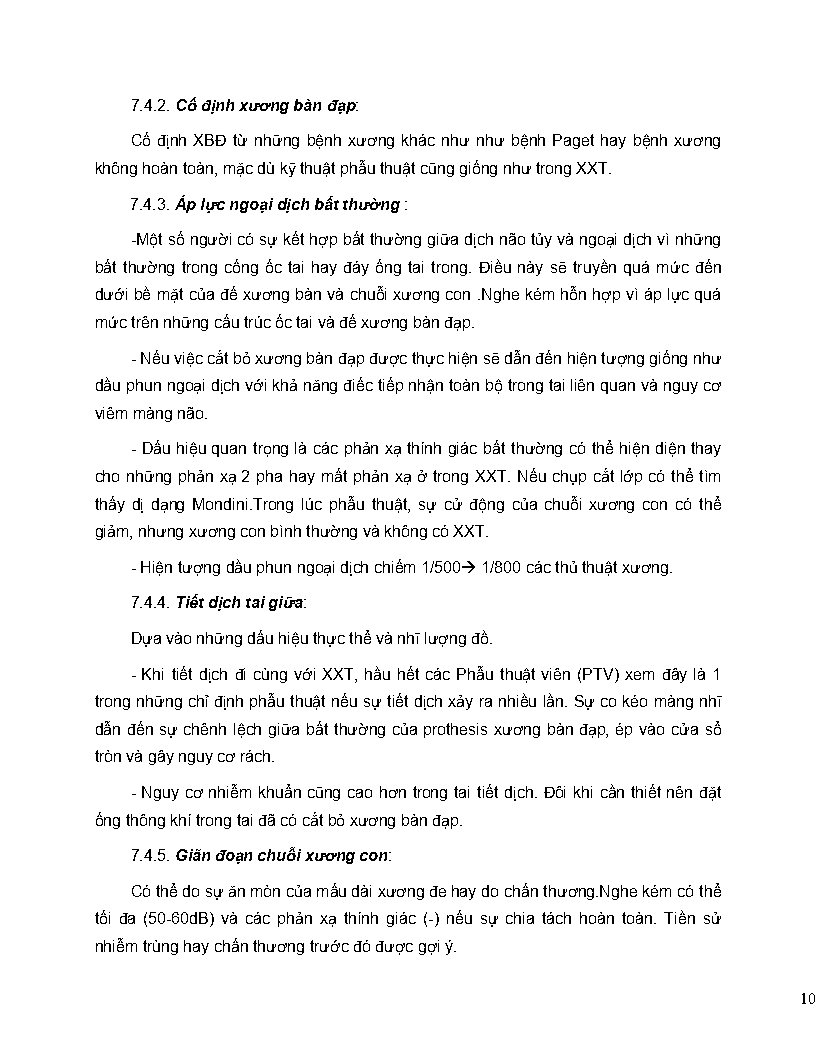 7.4.2. Cố định xương bàn đạp:
Cố định XBĐ từ những bệnh xương khác như như bệnh Paget hay bệnh xương
không hoàn toàn, mặc dù kỹ thuật phẫu thuật cũng giống như trong XXT.
7.4.3. Áp lực ngoại dịch bất thường :
-Một số người có sự kết hợp bất thường giữa dịch não tủy và ngoại dịch vì những
bất thường trong cống ốc tai hay đáy ống tai trong. Điều này sẽ truyền quá mức đến
dưới bề mặt của đế xương bàn và chuỗi xương con .Nghe kém hỗn hợp vì áp lực quá
mức trên những cấu trúc ốc tai và đế xương bàn đạp.
- Nếu việc cắt bỏ xương bàn đạp được thực hiện sẽ dẫn đến hiện tượng giống như
dầu phun ngoại dịch với khả năng điếc tiếp nhận toàn bộ trong tai liên quan và nguy cơ
viêm màng não.
- Dấu hiệu quan trọng là các phản xạ thính giác bất thường có thể hiện diện thay
cho những phản xạ 2 pha hay mất phản xạ ở trong XXT. Nếu chụp cắt lớp có thể tìm
thấy dị dạng Mondini.Trong lúc phẫu thuật, sự cử động của chuỗi xương con có thể
giảm, nhưng xương con bình thường và không có XXT.
- Hiện tượng dầu phun ngoại dịch chiếm 1/500→ 1/800 các thủ thuật xương.
7.4.4. Tiết dịch tai giữa:
Dựa vào những dấu hiệu thực thể và nhĩ lượng đồ.
- Khi tiết dịch đi cùng với XXT, hầu hết các Phẫu thuật viên (PTV) xem đây là 1
trong những chỉ định phẫu thuật nếu sự tiết dịch xảy ra nhiều lần. Sự co kéo màng nhĩ
dẫn đến sự chênh lệch giữa bất thường của prothesis xương bàn đạp, ép vào cửa sổ
tròn và gây nguy cơ rách.
- Nguy cơ nhiễm khuẩn cũng cao hơn trong tai tiết dịch. Đôi khi cần thiết nên đặt
ống thông khí trong tai đã có cắt bỏ xương bàn đạp.
7.4.5. Giãn đoạn chuỗi xương con:
Có thể do sự ăn mòn của mấu dài xương đe hay do chấn thương.Nghe kém có thể
tối đa (50-60dB) và các phản xạ thính giác (-) nếu sự chia tách hoàn toàn. Tiền sử
nhiễm trùng hay chấn thương trước đó được gợi ý.
10